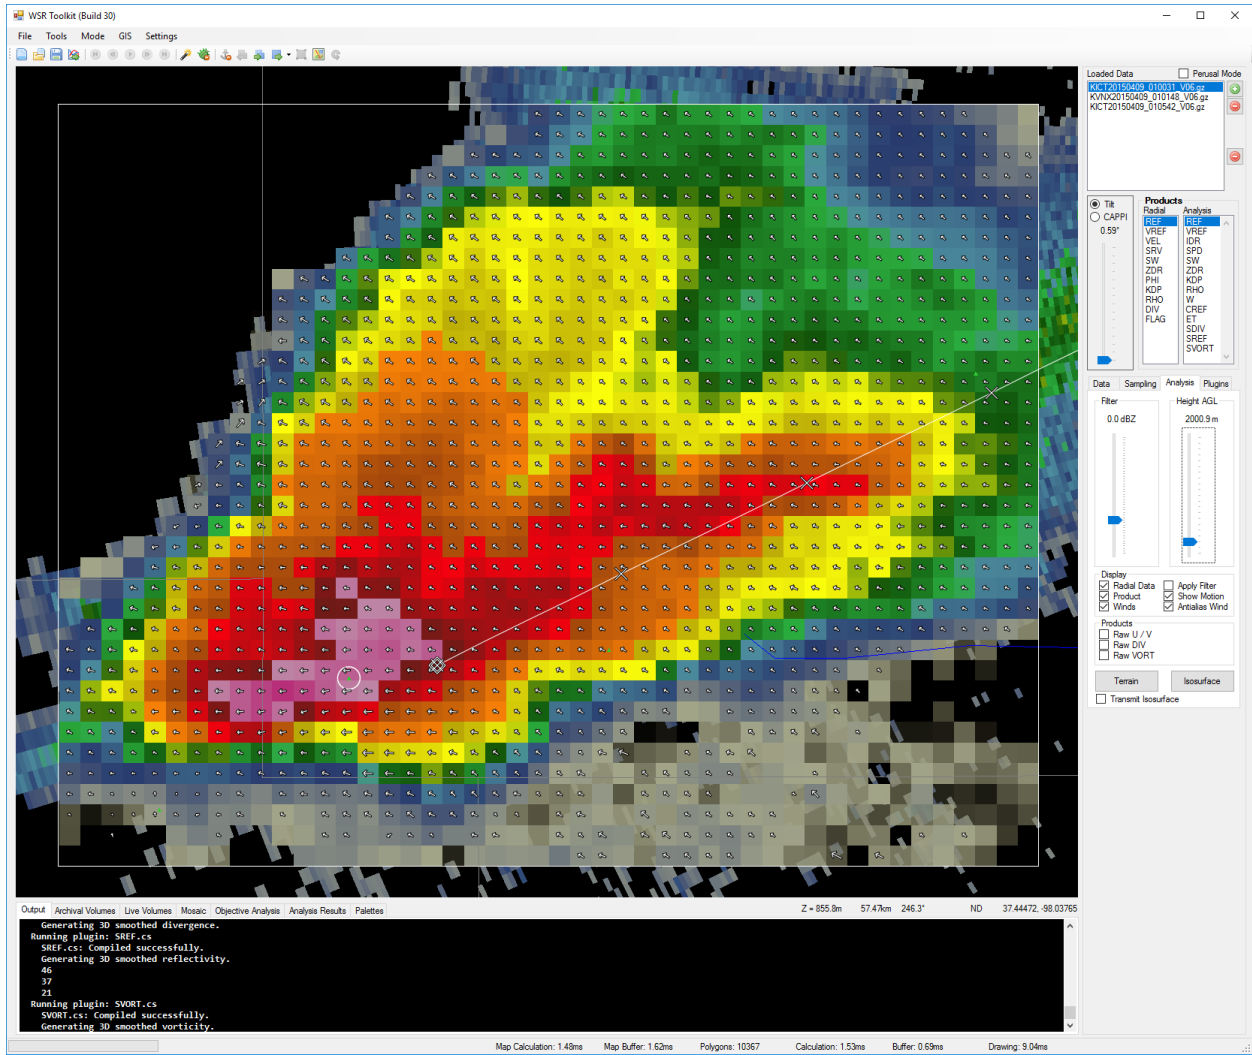 WSR Toolkit (Build 30)
File Tools Mode GIS Settings
Loaded Data Perusal Mode
KICT20150409_010031_V06.gz
KVNX20150409_010148_V06.gz
KICT20150409_010542_V06.gz
Tilt
CAPPI
0.59°
Products
Radial Analysis
REF REF
VREF VREF
VEL IDR
SRV SPD
SW SW
ZDR ZDR
PHI KDP
KDP RHO
RHO W
DIV CREF
FLAG ET
SDIV
SREF
SVORT
Data Sampling Analysis Plugins
Filter Height AGL
0.0 dBZ 2000.9 m
Display
Radial Data Apply Filter
Product Show Motion
Winds Antialias Wind
Products
Raw U / V
Raw DIV
Raw VORT
Terrain Isosurface
Transmit Isosurface
Output Archival Volumes Live Volumes Mosaic Objective Analysis Analysis Results Palettes
Z = 855.8m 57.47km 246.3° ND 37.44472, -98.03765
Generating 3D smoothed divergence.
Running plugin: SREF.cs
SREF.cs: Compiled successfully.
Generating 3D smoothed reflectivity.
46
37
21
Running plugin: SVORT.cs
SVORT.cs: Compiled successfully.
Generating 3D smoothed vorticity.
Map Calculation: 1.48ms Map Buffer: 1.62ms Polygons: 10367 Calculation: 1.53ms Buffer: 0.69ms Drawing: 9.04ms